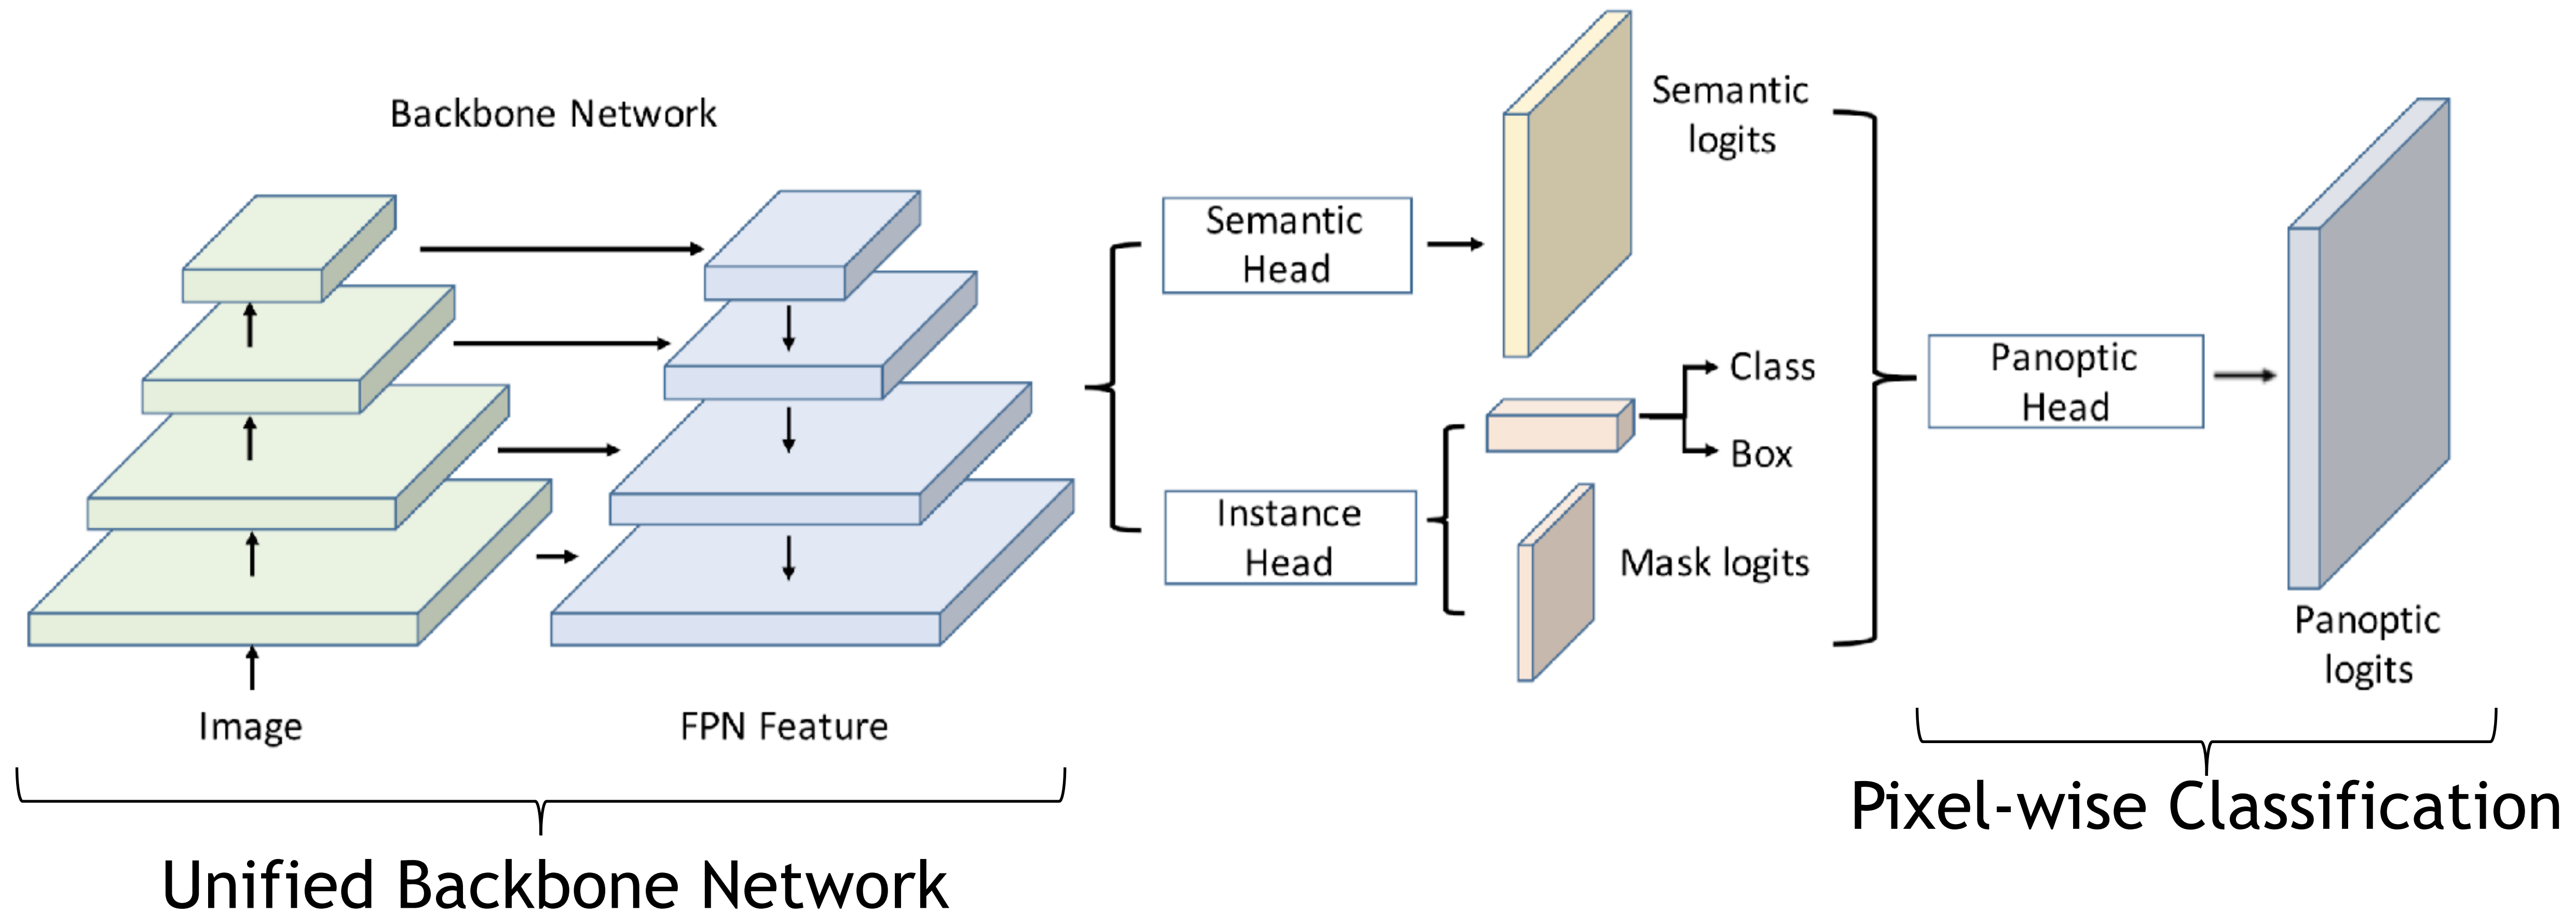 Backbone Network
Image
FPN Feature
Unified Backbone Network
Semantic
Head
Instance
Head
Semantic
logits
Class
Box
Mask logits
Panoptic
Head
Panoptic
logits
Pixel-wise Classification